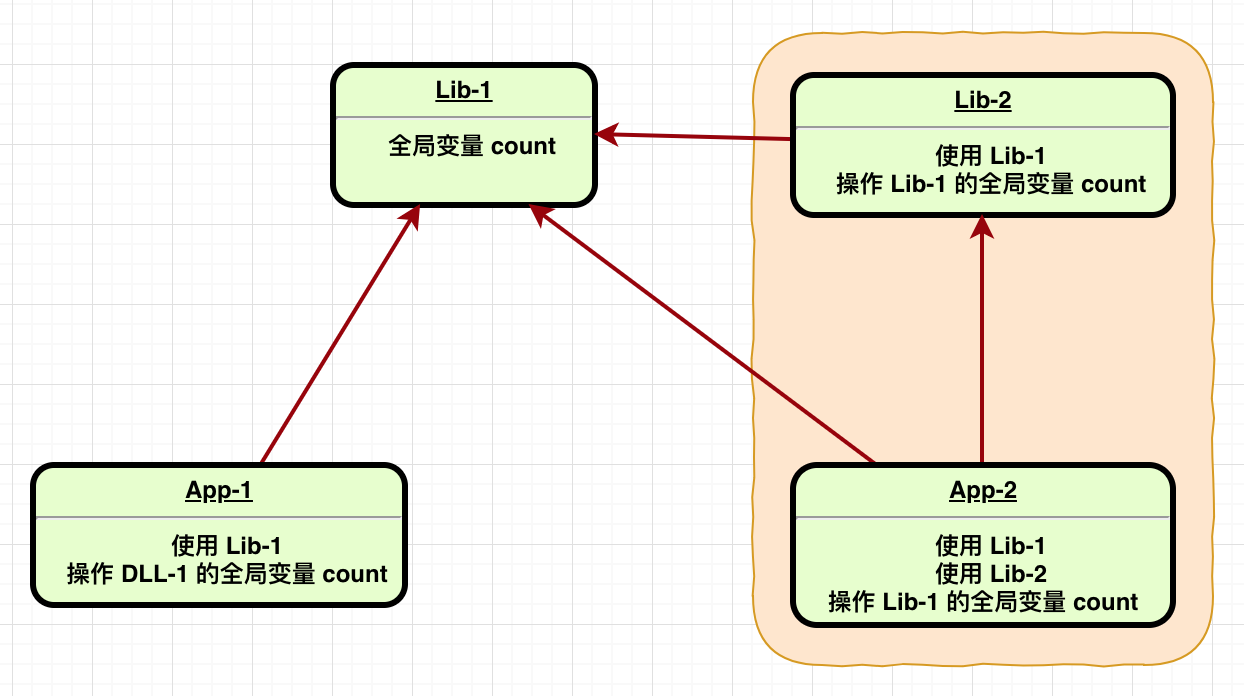 Lib-1
全局变量 count
Lib-2
使用 Lib-1
操作 Lib-1 的全局变量 count
App-1
使用 Lib-1
操作 DLL-1 的全局变量 count
App-2
使用 Lib-1
使用 Lib-2
操作 Lib-1 的全局变量 count